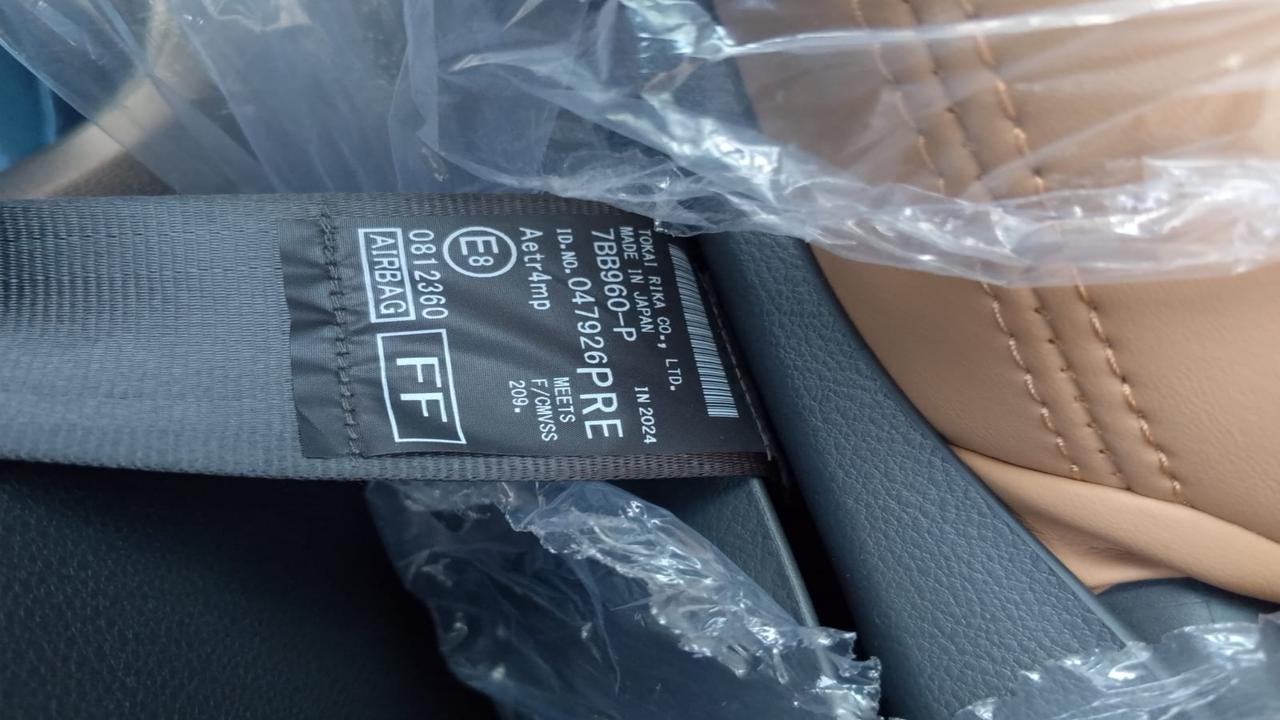 TOKAI RIKA CO., LTD.
MADE IN JAPAN IN 2024
7BB960-P
ID.NO. 047926PRE
Aetr4mp MEETS
F/CMVSS
209.
E8
0812360
AIRBAG
FF